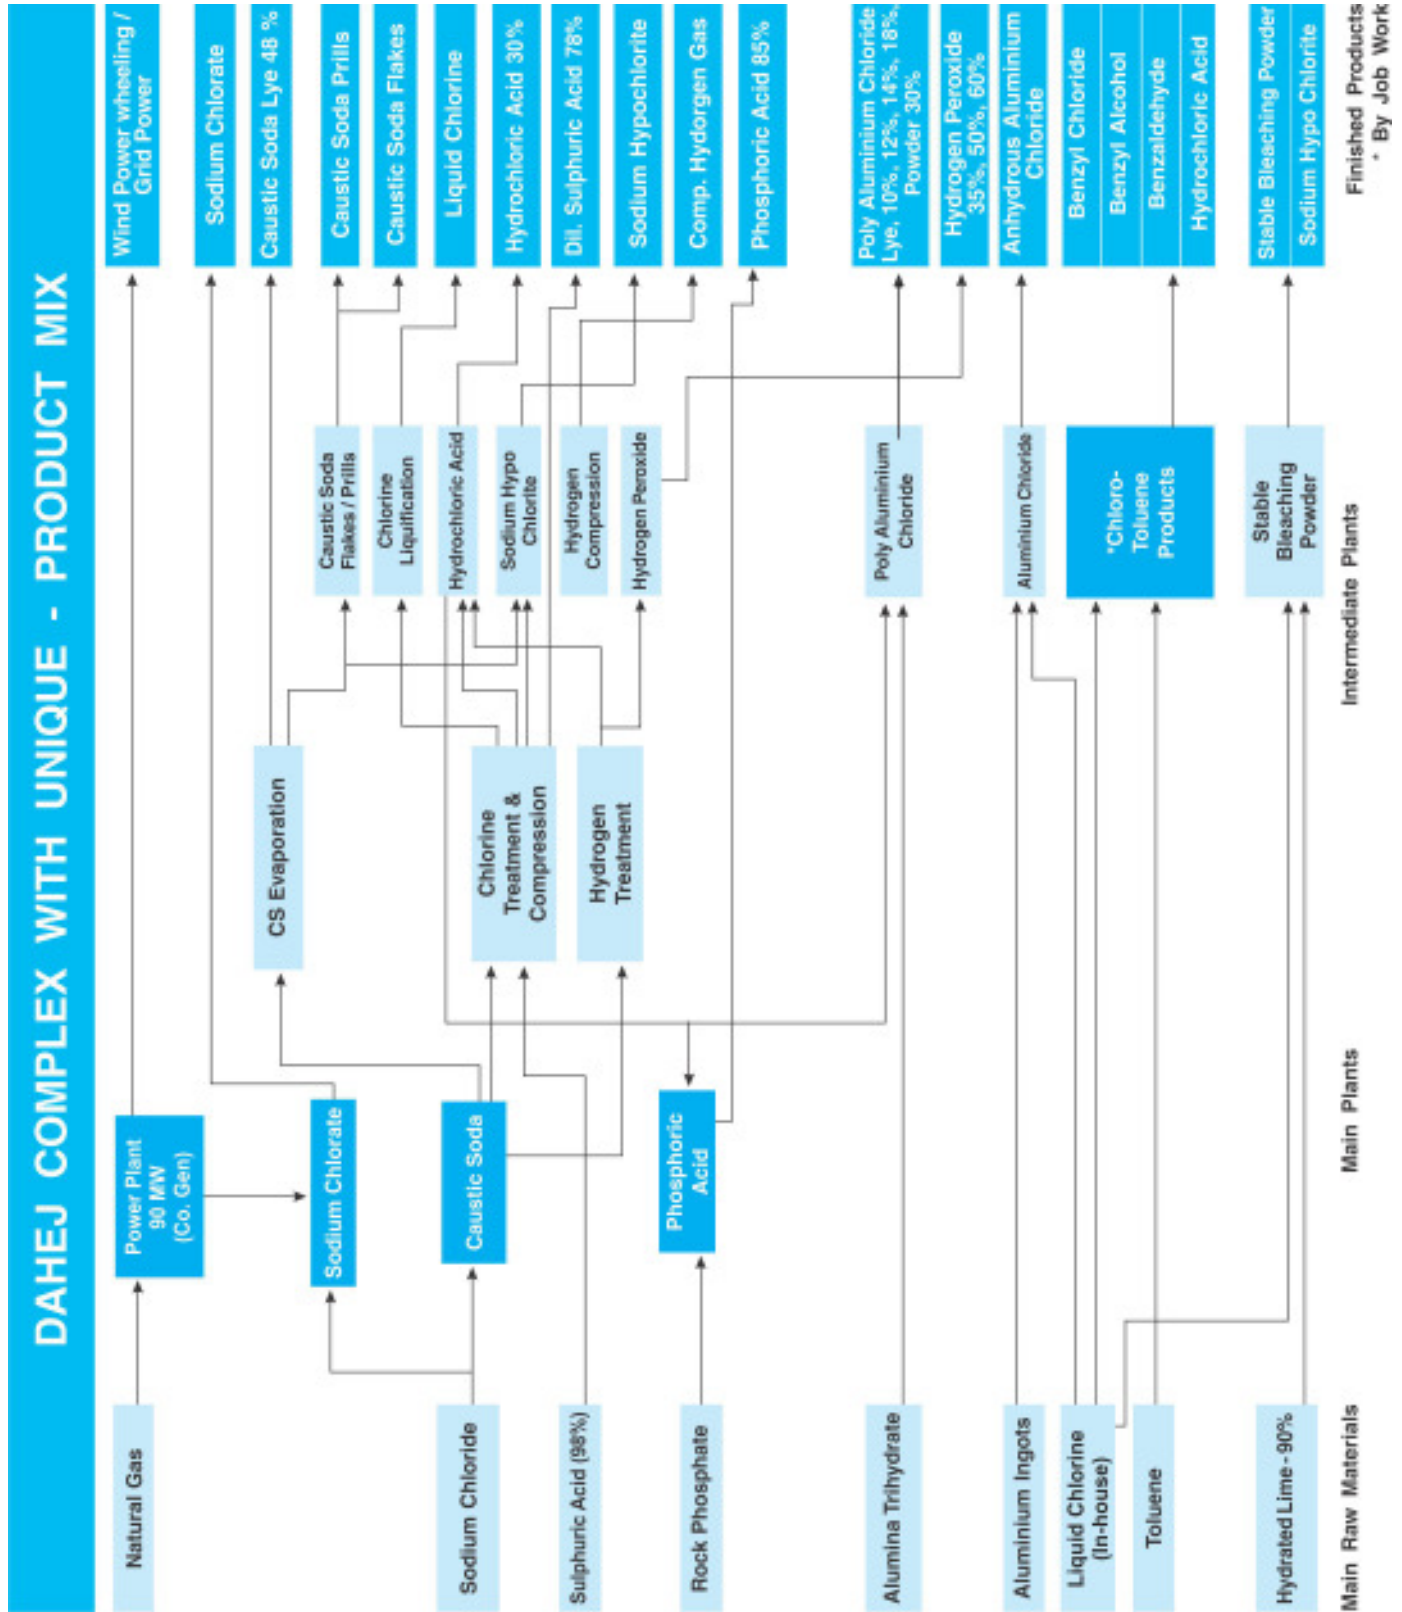 DAHEJ COMPLEX WITH UNIQUE - PRODUCT MIX
Natural Gas
Sodium Chloride
Sulphuric Acid (98%)
Rock Phosphate
Alumina Trihydrate
Aluminium Ingots
Liquid Chlorine
(In-house)
Toluene
Hydrated Lime - 90%
Main Raw Materials
Power Plant
90 MW
(Co. Gen)
Sodium Chlorate
Caustic Soda
Phosphoric
Acid
Main Plants
CS Evaporation
Chlorine
Treatment &
Compression
Hydrogen
Treatment
Caustic Soda
Flakes / Prills
Chlorine
Liquification
Hydrochloric Acid
Sodium Hypo
Chlorite
Hydrogen
Compression
Hydrogen Peroxide
Poly Aluminium
Chloride
Aluminium Chloride
*Chloro-
Toluene
Products
Stable
Bleaching
Powder
Intermediate Plants
Wind Power wheeling /
Grid Power
Sodium Chlorate
Caustic Soda Lye 48 %
Caustic Soda Prills
Caustic Soda Flakes
Liquid Chlorine
Hydrochloric Acid 30%
Dil. Sulphuric Acid 78%
Sodium Hypochlorite
Comp. Hydorgen Gas
Phosphoric Acid 85%
Poly Aluminium Chloride
Lye, 10%, 12%, 14%, 18%,
Powder 30%
Hydrogen Peroxide
35%, 50%, 60%
Anhydrous Aluminium
Chloride
Benzyl Chloride
Benzyl Alcohol
Benzaldehyde
Hydrochloric Acid
Stable Bleaching Powder
Sodium Hypo Chlorite
Finished Products
* By Job Work